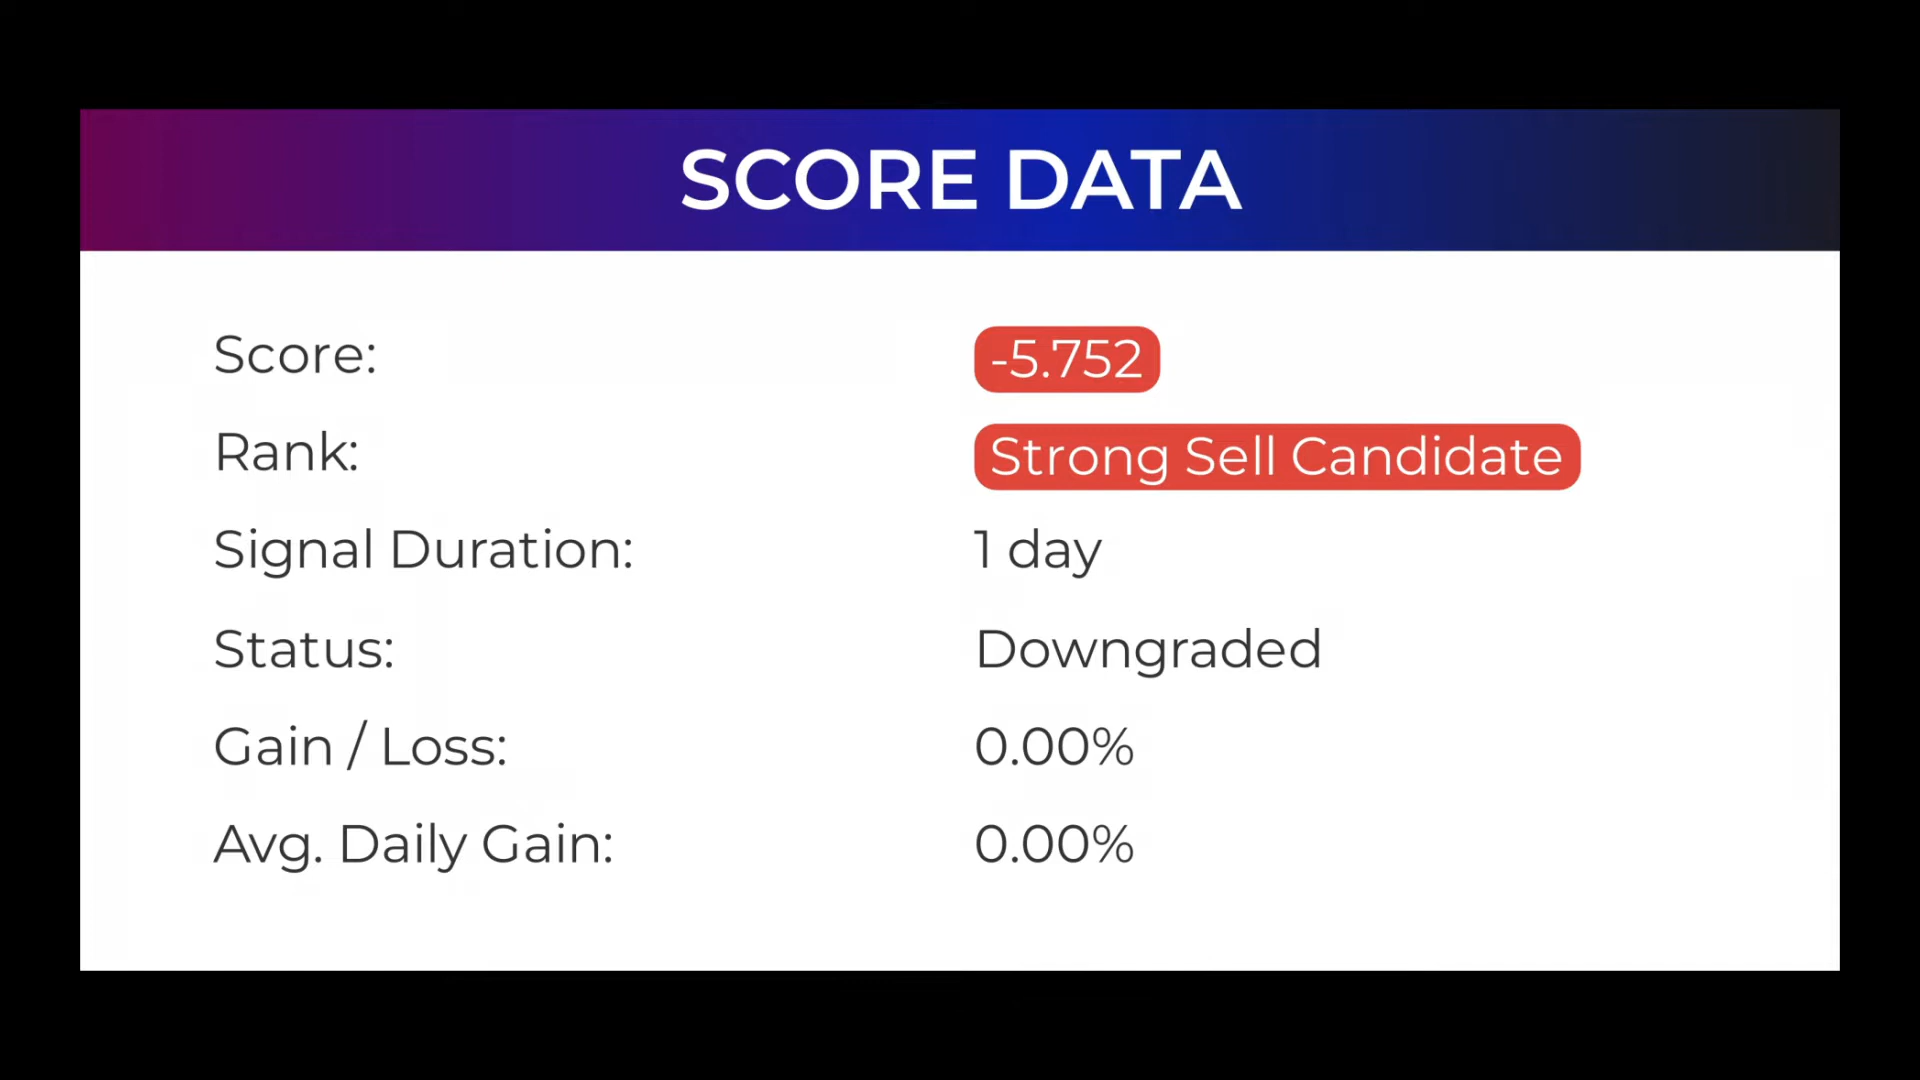 SCORE DATA
Score: -5.752
Rank: Strong Sell Candidate
Signal Duration: 1 day
Status: Downgraded
Gain / Loss: 0.00%
Avg. Daily Gain: 0.00%